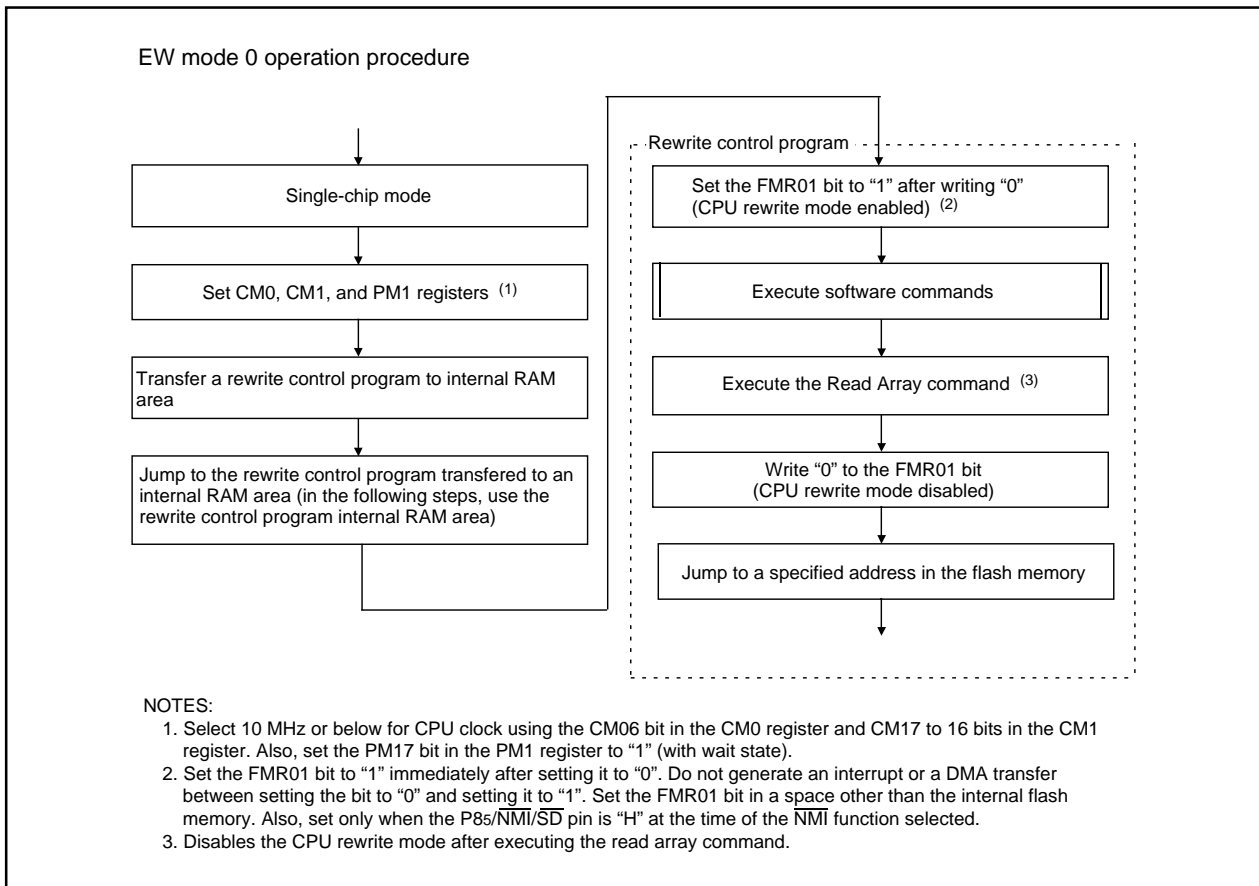 EW mode 0 operation procedure
Single-chip mode
Set CM0, CM1, and PM1 registers (1)
Transfer a rewrite control program to internal RAM
area
Jump to the rewrite control program transfered to an
internal RAM area (in the following steps, use the
rewrite control program internal RAM area)
Rewrite control program
Set the FMR01 bit to “1” after writing “0”
(CPU rewrite mode enabled) (2)
Execute software commands
Execute the Read Array command (3)
Write “0” to the FMR01 bit
(CPU rewrite mode disabled)
Jump to a specified address in the flash memory
NOTES:
1. Select 10 MHz or below for CPU clock using the CM06 bit in the CM0 register and CM17 to 16 bits in the CM1
register. Also, set the PM17 bit in the PM1 register to “1” (with wait state).
2. Set the FMR01 bit to “1” immediately after setting it to “0”. Do not generate an interrupt or a DMA transfer
between setting the bit to “0” and setting it to “1”. Set the FMR01 bit in a space other than the internal flash
memory. Also, set only when the P85/NMI/SD pin is “H” at the time of the NMI function selected.
3. Disables the CPU rewrite mode after executing the read array command.